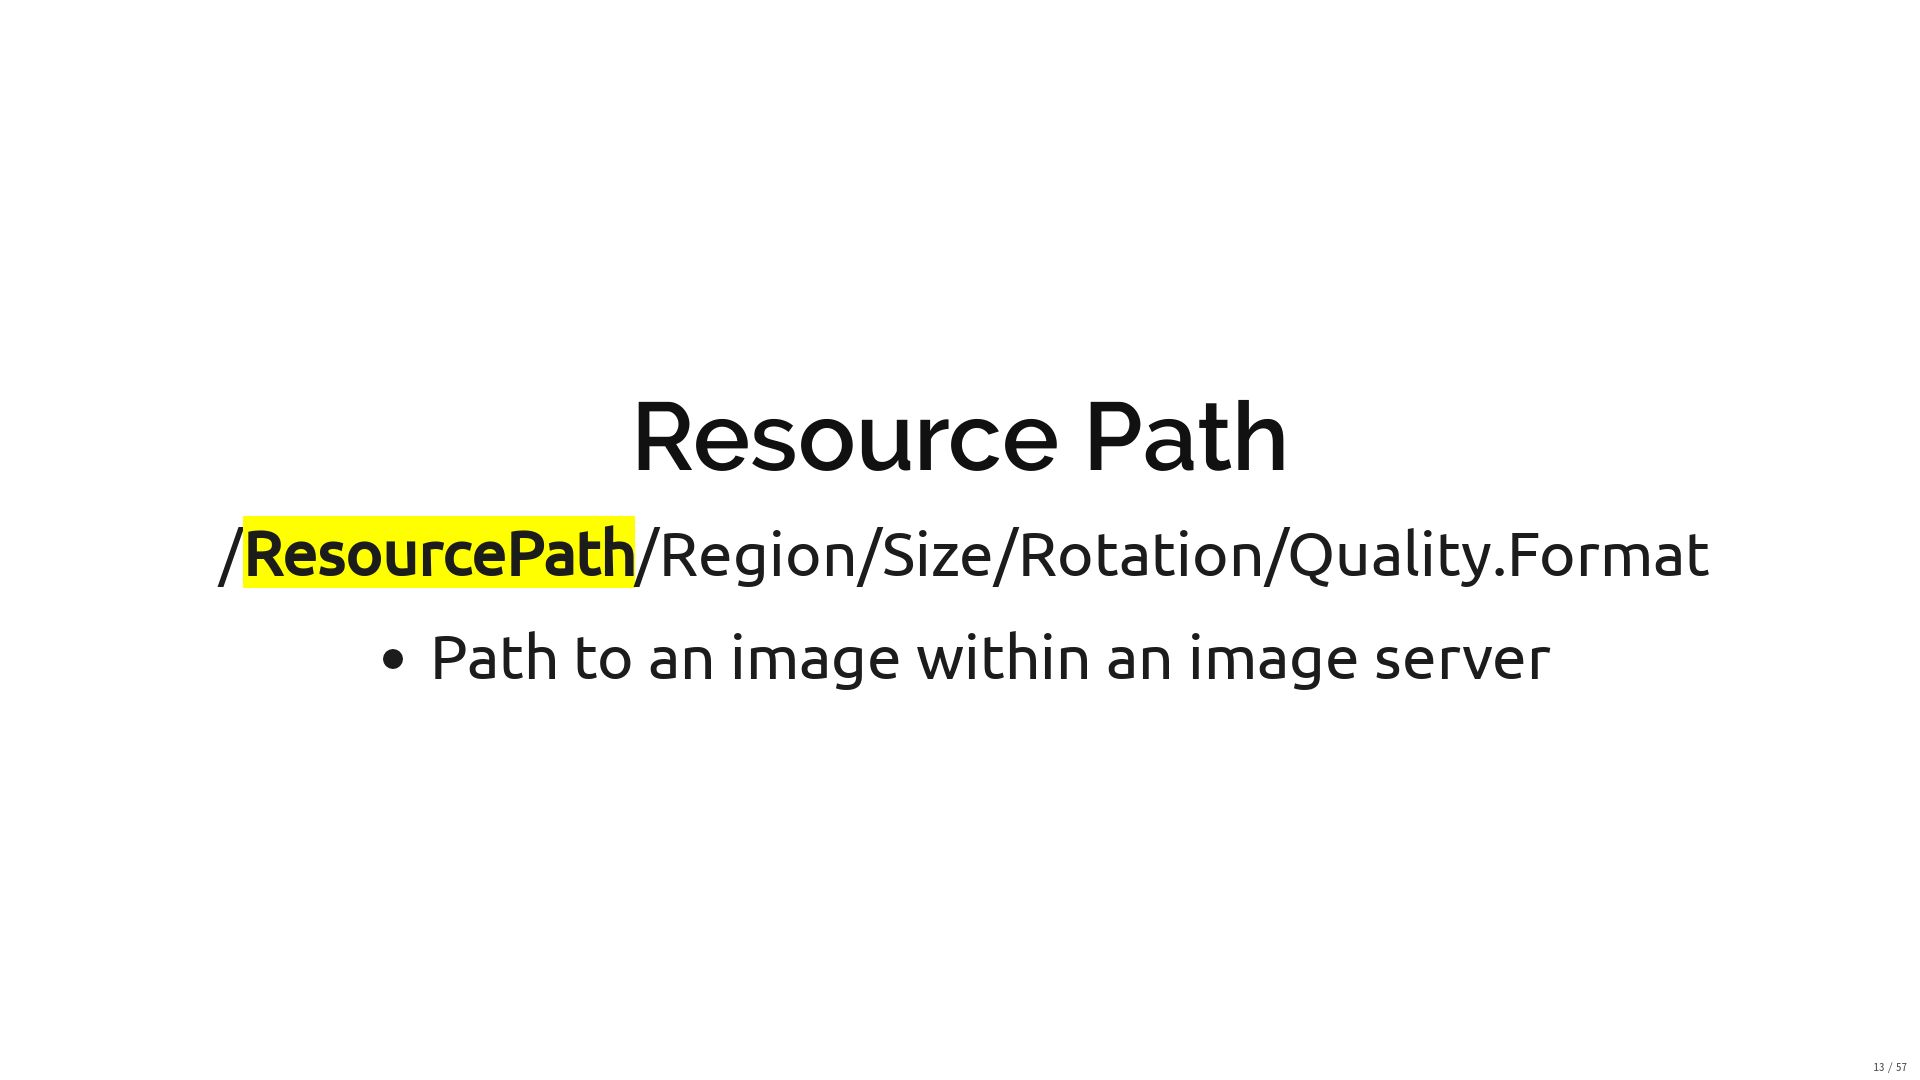 Resource Path
/ResourcePath/Region/Size/Rotation/Quality.Format
• Path to an image within an image server
13 / 57